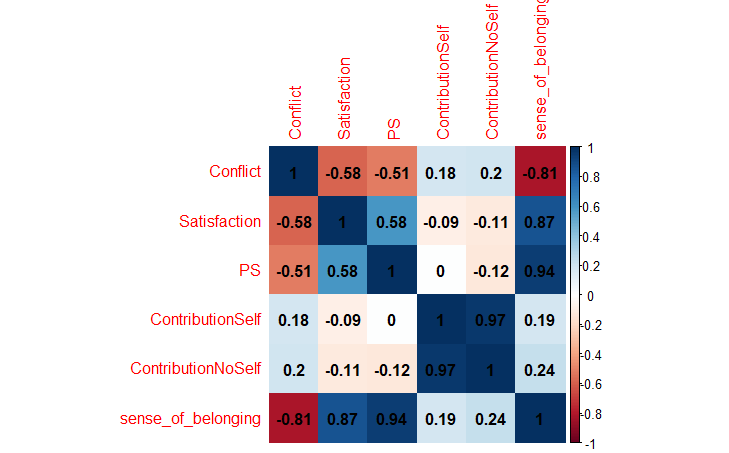 Conflict
Satisfaction
PS
ContributionSelf
ContributionNoSelf
sense_of_belonging
Conflict 1 -0.58 -0.51 0.18 0.2 -0.81
Satisfaction -0.58 1 0.58 -0.09 -0.11 0.87
PS -0.51 0.58 1 0 -0.12 0.94
ContributionSelf 0.18 -0.09 0 1 0.97 0.19
ContributionNoSelf 0.2 -0.11 -0.12 0.97 1 0.24
sense_of_belonging -0.81 0.87 0.94 0.19 0.24 1
1
0.8
0.6
0.4
0.2
0
-0.2
-0.4
-0.6
-0.8
-1